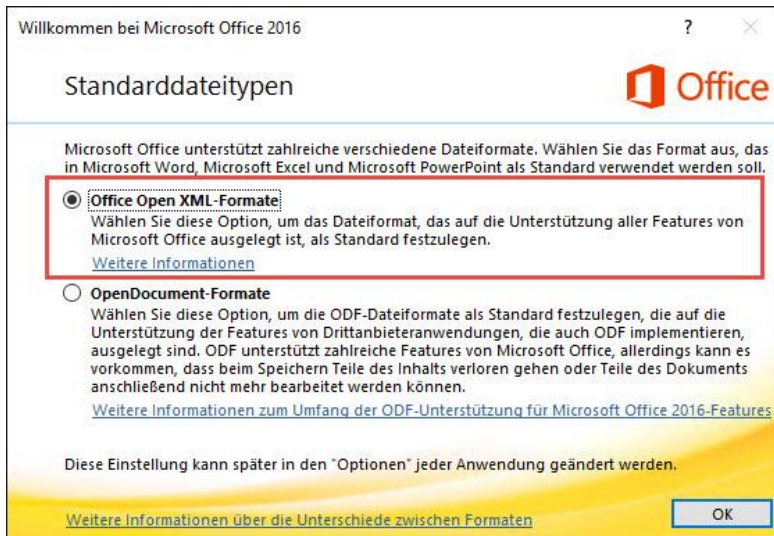 Willkommen bei Microsoft Office 2016
?
Standarddateitypen
Office
Microsoft Office unterstützt zahlreiche verschiedene Dateiformate. Wählen Sie das Format aus, das
in Microsoft Word, Microsoft Excel und Microsoft PowerPoint als Standard verwendet werden soll.
Office Open XML-Formate
Wählen Sie diese Option, um das Dateiformat, das auf die Unterstützung aller Features von
Microsoft Office ausgelegt ist, als Standard festzulegen.
Weitere Informationen
OpenDocument-Formate
Wählen Sie diese Option, um die ODF-Dateiformate als Standard festzulegen, die auf die
Unterstützung der Features von Drittanbieteranwendungen, die auch ODF implementieren,
ausgelegt sind. ODF unterstützt zahlreiche Features von Microsoft Office, allerdings kann es
vorkommen, dass beim Speichern Teile des Inhalts verloren gehen oder Teile des Dokuments
anschließend nicht mehr bearbeitet werden können.
Weitere Informationen zum Umfang der ODF-Unterstützung für Microsoft Office 2016-Features
Diese Einstellung kann später in den "Optionen" jeder Anwendung geändert werden.
Weitere Informationen über die Unterschiede zwischen Formaten
OK